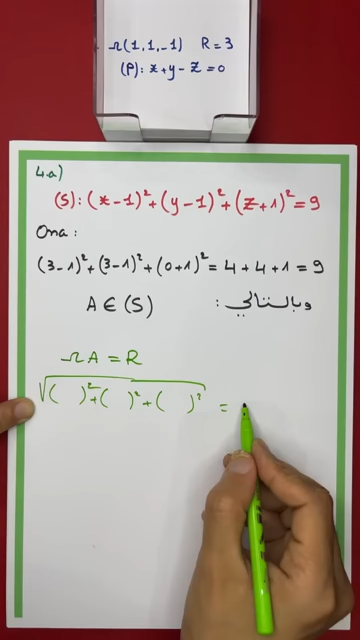 Ω(1,1,-1) R=3
(P): x+y-z=0
4.a)
(S): (x-1)²+(y-1)²+(z+1)²=9
Ona:
(3-1)²+(3-1)²+(0+1)²=4+4+1=9
A∈(S) وبالتالي:
ΩA=R
√(( )²+( )²+( )²) =